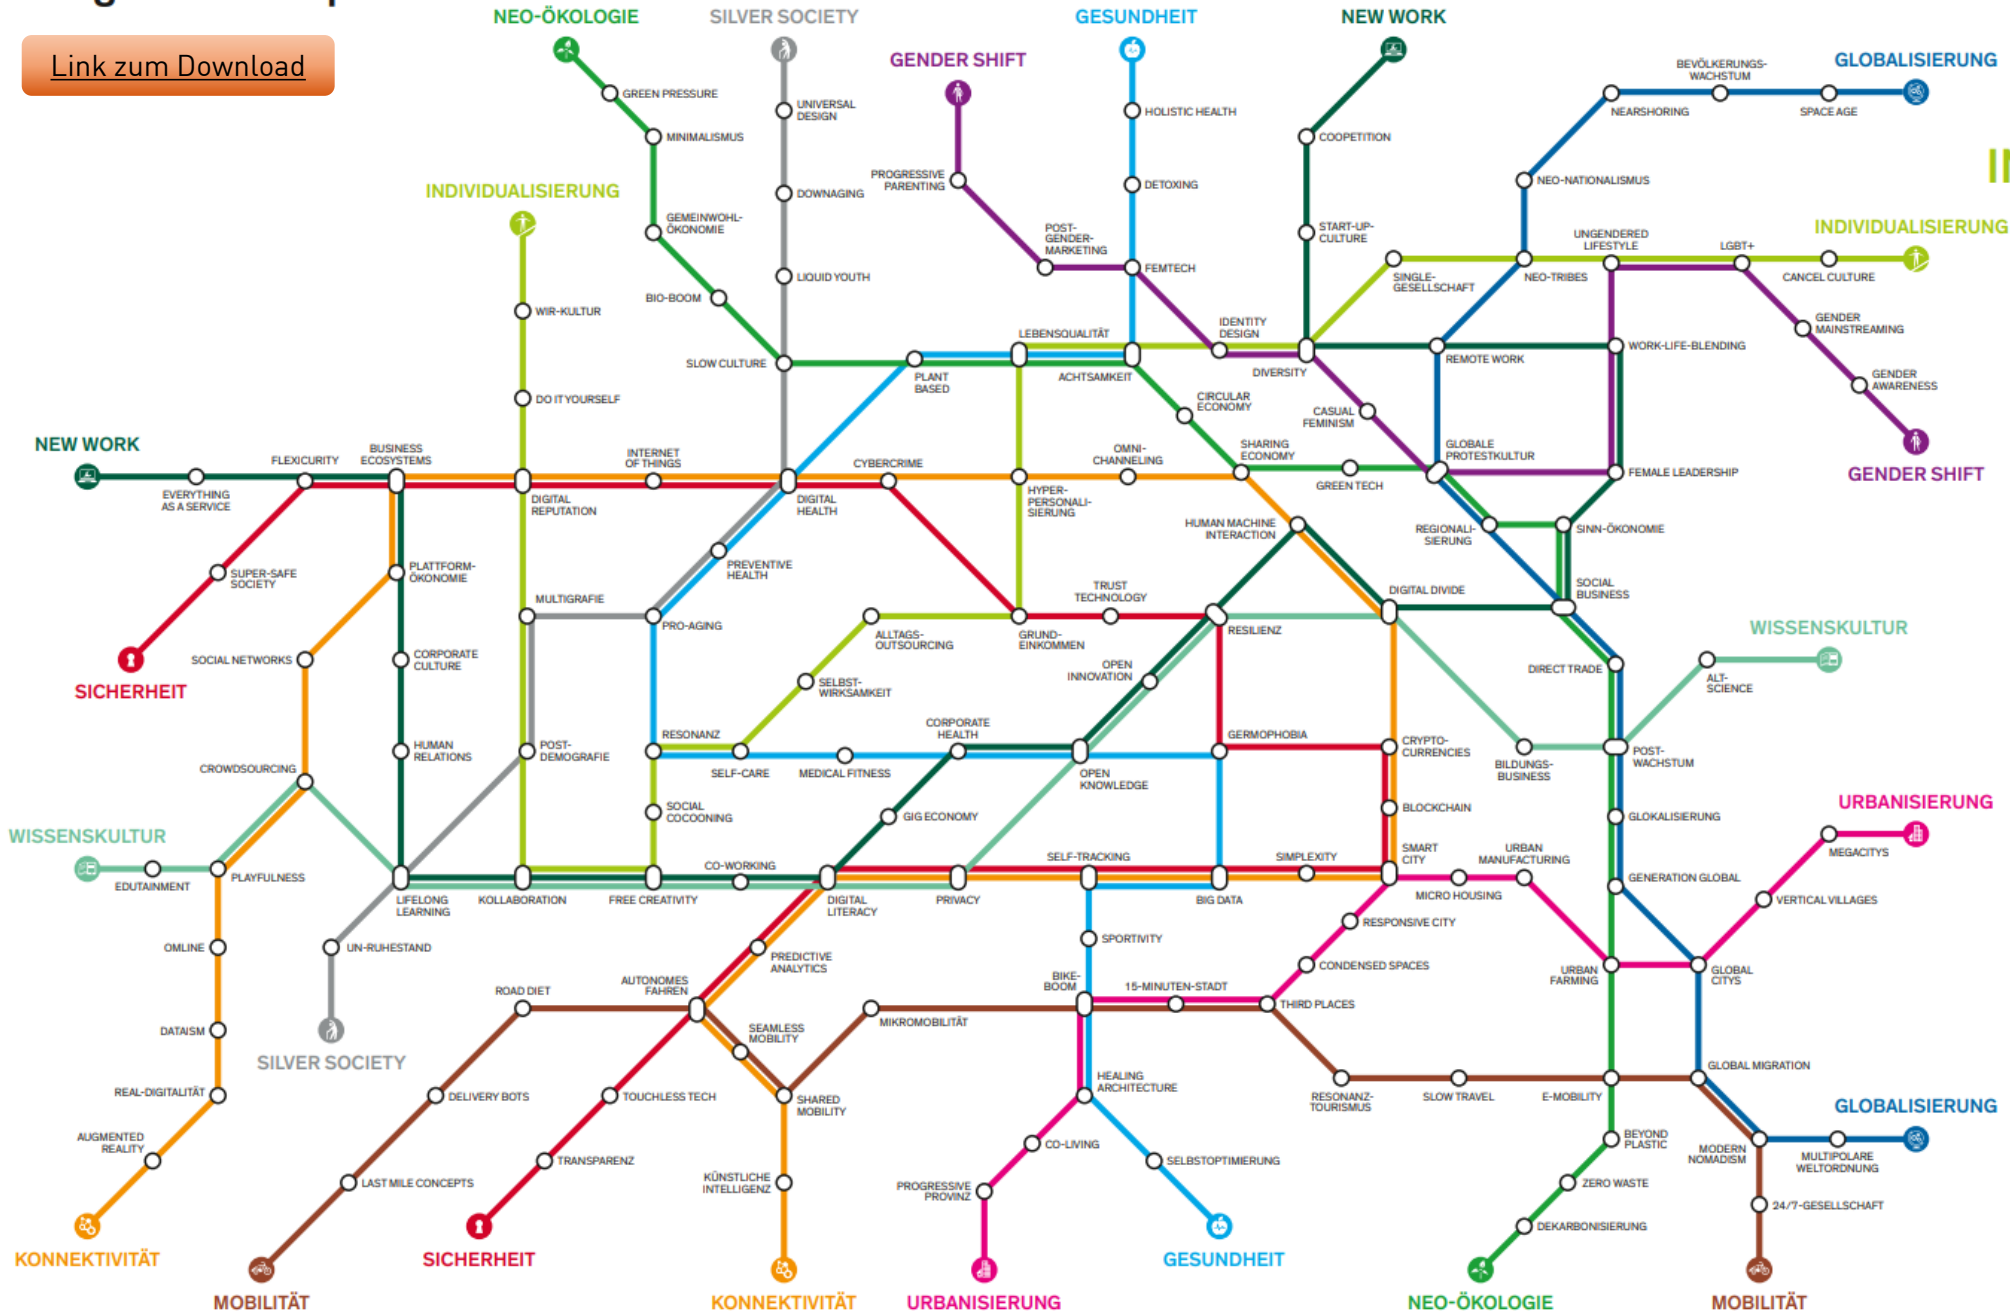 Link zum Download
NEO-ÖKOLOGIE
SILVER SOCIETY
GESUNDHEIT
NEW WORK
GENDER SHIFT
GLOBALISIERUNG
BEVÖLKERUNGS-
WACHSTUM
GREEN PRESSURE
UNIVERSAL
DESIGN
HOLISTIC HEALTH
NEARSHORING
SPACE AGE
MINIMALISMUS
COOPETITION
PROGRESSIVE
PARENTING
DETOXING
NEO-NATIONALISMUS
INDIVIDUALISIERUNG
DOWNAGING
GEMEINWOHL-
ÖKONOMIE
POST-
GENDER-
MARKETING
START-UP-
CULTURE
UNGENDERED
LIFESTYLE
LGBT+
INDIVIDUALISIERUNG
LIQUID YOUTH
FEMTECH
SINGLE-
GESELLSCHAFT
NEO-TRIBES
CANCEL CULTURE
BIO-BOOM
WIR-KULTUR
IDENTITY
DESIGN
GENDER
MAINSTREAMING
LEBENSQUALITÄT
SLOW CULTURE
PLANT
BASED
ACHTSAMKEIT
DIVERSITY
REMOTE WORK
WORK-LIFE-BLENDING
DO IT YOURSELF
CIRCULAR
ECONOMY
CASUAL
FEMINISM
GENDER
AWARENESS
NEW WORK
FLEXICURITY
BUSINESS
ECOSYSTEMS
INTERNET
OF THINGS
CYBERCRIME
OMNI-
CHANNELING
SHARING
ECONOMY
GLOBALE
PROTESTKULTUR
FEMALE LEADERSHIP
GENDER SHIFT
EVERYTHING
AS A SERVICE
DIGITAL
REPUTATION
DIGITAL
HEALTH
HYPER-
PERSONALI-
SIERUNG
GREEN TECH
HUMAN MACHINE
INTERACTION
REGIONALI-
SIERUNG
SINN-ÖKONOMIE
SUPER-SAFE
SOCIETY
PLATTFORM-
ÖKONOMIE
PREVENTIVE
HEALTH
MULTIGRAFIE
TRUST
TECHNOLOGY
DIGITAL DIVIDE
SOCIAL
BUSINESS
PRO-AGING
ALLTAGS-
OUTSOURCING
GRUND-
EINKOMMEN
RESILIENZ
WISSENSKULTUR
SOCIAL NETWORKS
CORPORATE
CULTURE
OPEN
INNOVATION
DIRECT TRADE
ALT-
SCIENCE
SICHERHEIT
SELBST-
WIRKSAMKEIT
HUMAN
RELATIONS
POST-
DEMOGRAFIE
RESONANZ
CORPORATE
HEALTH
GERMOPHOBIA
CRYPTO-
CURRENCIES
CROWDSOURCING
SELF-CARE
MEDICAL FITNESS
OPEN
KNOWLEDGE
BILDUNGS-
BUSINESS
POST-
WACHSTUM
SOCIAL
COCOONING
GIG ECONOMY
BLOCKCHAIN
GLOKALISIERUNG
URBANISIERUNG
WISSENSKULTUR
MEGACITYS
CO-WORKING
SELF-TRACKING
SIMPLEXITY
SMART
CITY
URBAN
MANUFACTURING
EDUTAINMENT
PLAYFULNESS
GENERATION GLOBAL
LIFELONG
LEARNING
KOLLABORATION
FREE CREATIVITY
DIGITAL
LITERACY
PRIVACY
BIG DATA
MICRO HOUSING
VERTICAL VILLAGES
OMLINE
UN-RUHESTAND
PREDICTIVE
ANALYTICS
SPORTIVITY
RESPONSIVE CITY
ROAD DIET
AUTONOMES
FAHREN
BIKE-
BOOM
15-MINUTEN-STADT
CONDENSED SPACES
URBAN
FARMING
GLOBAL
CITYS
DATAISM
SEAMLESS
MOBILITY
MIKROMOBILITÄT
THIRD PLACES
SILVER SOCIETY
REAL-DIGITALITÄT
DELIVERY BOTS
TOUCHLESS TECH
SHARED
MOBILITY
HEALING
ARCHITECTURE
RESONANZ-
TOURISMUS
SLOW TRAVEL
E-MOBILITY
GLOBAL MIGRATION
GLOBALISIERUNG
AUGMENTED
REALITY
TRANSPARENZ
CO-LIVING
SELBSTOPTIMIERUNG
BEYOND
PLASTIC
MODERN
NOMADISM
MULTIPOLARE
WELTORDNUNG
LAST MILE CONCEPTS
KÜNSTLICHE
INTELLIGENZ
PROGRESSIVE
PROVINZ
ZERO WASTE
24/7-GESELLSCHAFT
DEKARBONISIERUNG
KONNEKTIVITÄT
SICHERHEIT
GESUNDHEIT
MOBILITÄT
KONNEKTIVITÄT
URBANISIERUNG
NEO-ÖKOLOGIE
MOBILITÄT